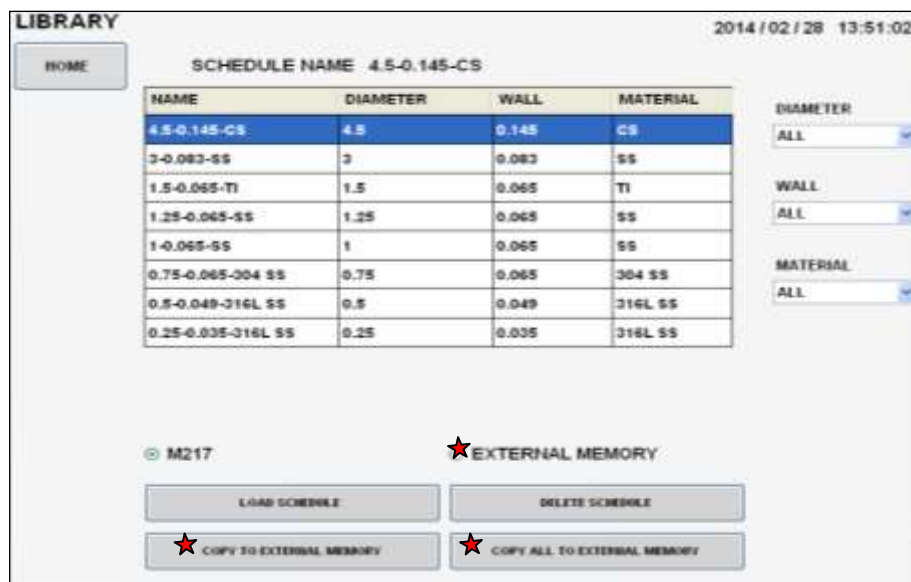 LIBRARY
2014/02/28 13:51:02
HOME
SCHEDULE NAME 4.5-0.145-CS
NAME DIAMETER WALL MATERIAL
4.5-0.145-CS 4.5 0.145 CS
3-0.083-SS 3 0.083 SS
1.5-0.065-TI 1.5 0.065 TI
1.25-0.065-SS 1.25 0.065 SS
1-0.065-SS 1 0.065 SS
0.75-0.065-304 SS 0.75 0.065 304 SS
0.5-0.049-316L SS 0.5 0.049 316L SS
0.25-0.035-316L SS 0.25 0.035 316L SS
DIAMETER
ALL
WALL
ALL
MATERIAL
ALL
M217 EXTERNAL MEMORY
LOAD SCHEDULE DELETE SCHEDULE
COPY TO EXTERNAL MEMORY COPY ALL TO EXTERNAL MEMORY